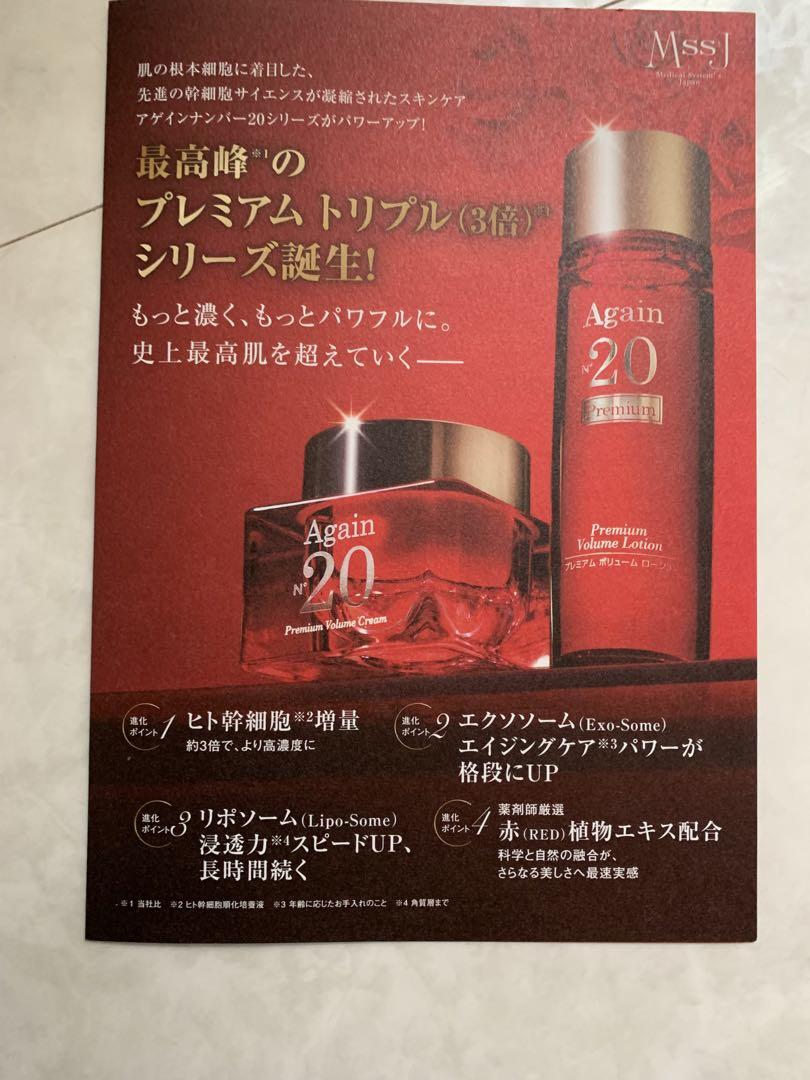 MssJ
Medical System's
Japan
肌の根本細胞に着目した、
先進の幹細胞サイエンスが凝縮されたスキンケア
アゲインナンバー20シリーズがパワーアップ!
最高峰※1の
プレミアム トリプル(3倍)※1
シリーズ誕生!
もっと濃く、もっとパワフルに。
史上最高肌を超えていく——
Again
N° 20
Premium
Premium
Volume Lotion
プレミアム ボリューム ローション
Again
N° 20
Premium Volume Cream
進化
ポイント 1
ヒト幹細胞※2増量
約3倍で、より高濃度に
進化
ポイント 2
エクソソーム(Exo-Some)
エイジングケア※3パワーが
格段にUP
進化
ポイント 3
リポソーム(Lipo-Some)
浸透力※4スピードUP、
長時間続く
進化
ポイント 4
薬剤師厳選
赤(RED)植物エキス配合
科学と自然の融合が、
さらなる美しさへ最速実感
※1 当社比 ※2 ヒト幹細胞順化培養液 ※3 年齢に応じたお手入れのこと ※4 角質層まで